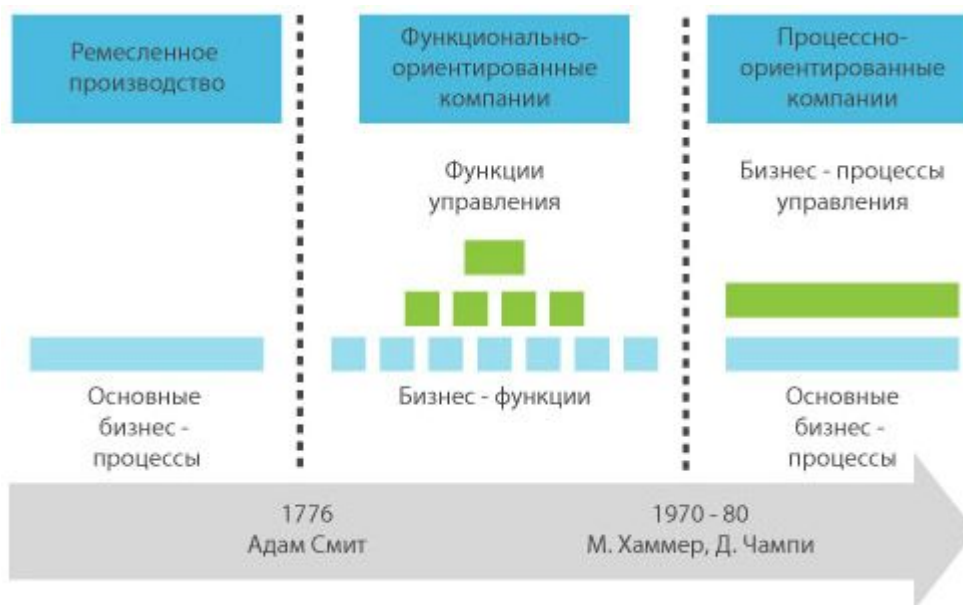 Ремесленное
производство
Функционально-
ориентированные
компании
Процессно-
ориентированные
компании
Функции
управления
Бизнес - процессы
управления
Основные
бизнес -
процессы
Бизнес - функции
Основные
бизнес -
процессы
1776
Адам Смит
1970 - 80
М. Хаммер, Д. Чампи